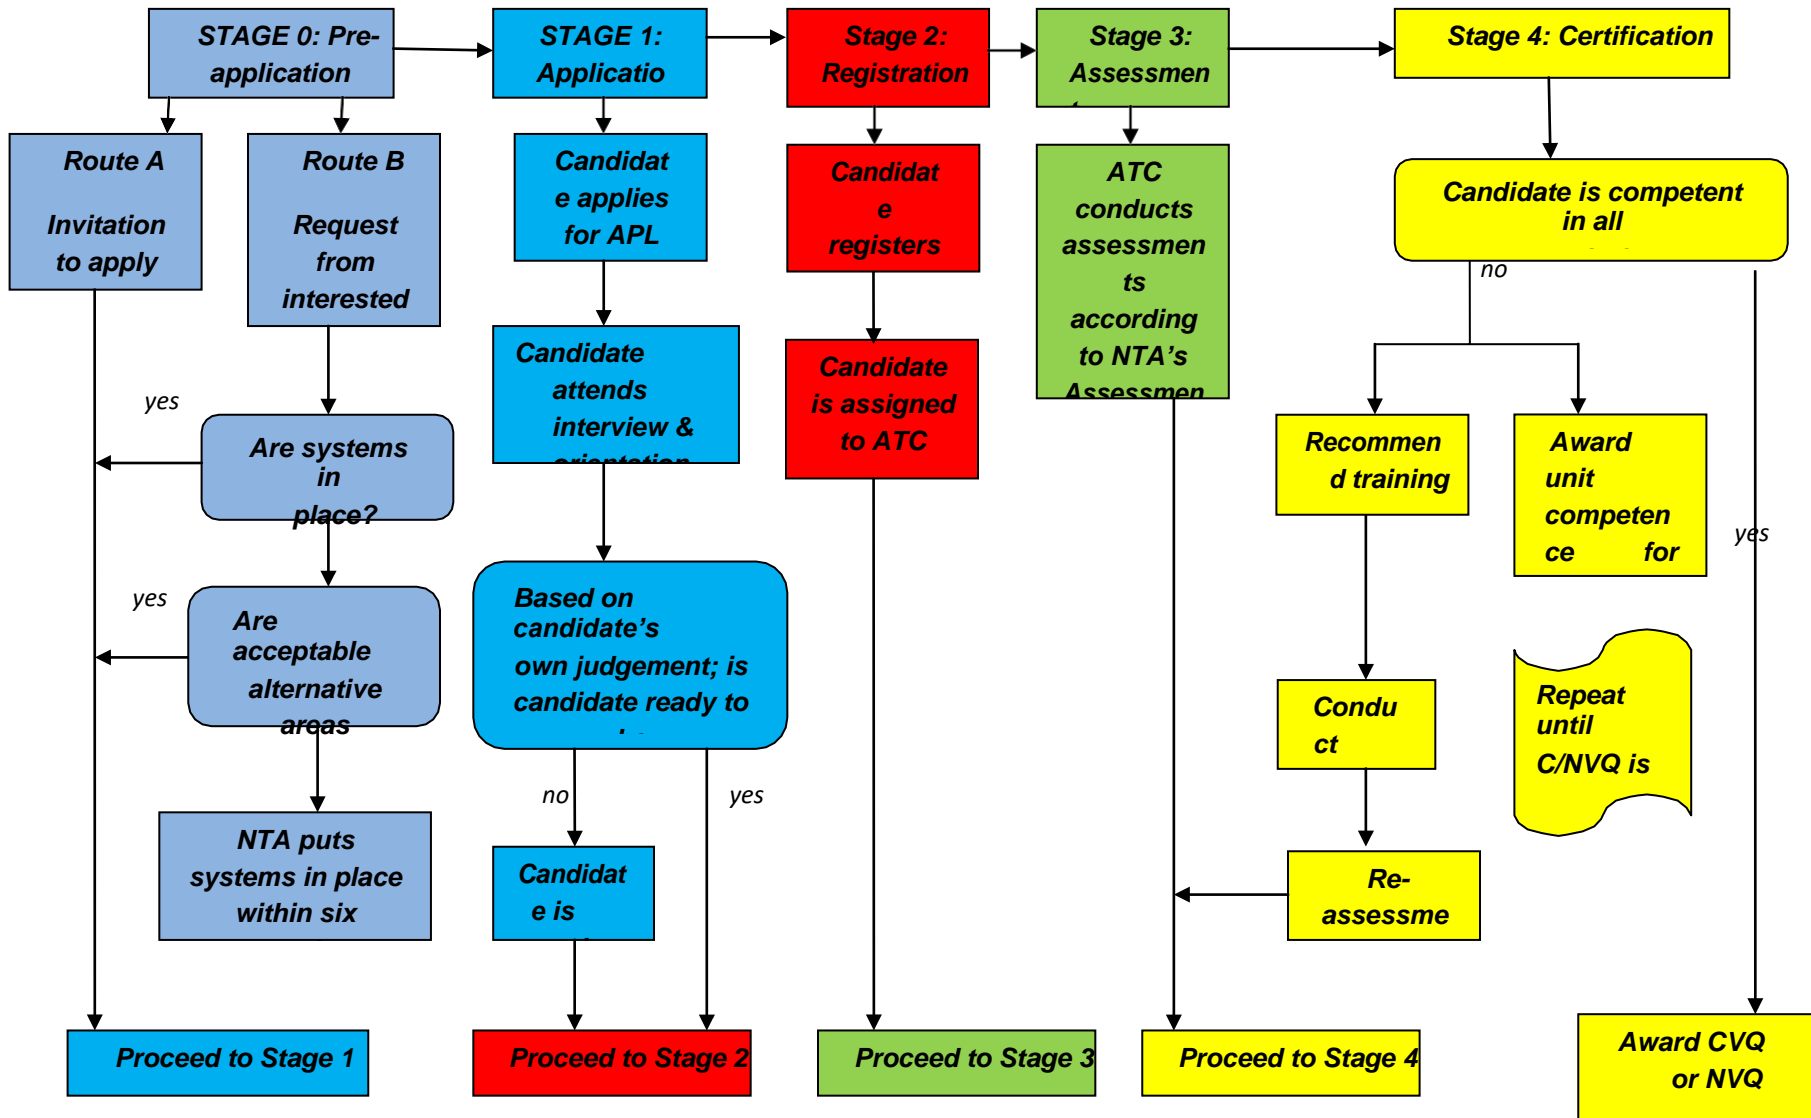 STAGE 0: Pre-
application
STAGE 1:
Applicatio
Stage 2:
Registration
Stage 3:
Assessmen
Stage 4: Certification
Route A
Invitation
to apply
Route B
Request
from
interested
yes
Are systems
in
place?
yes
Are
acceptable
alternative
areas
NTA puts
systems in place
within six
Proceed to Stage 1
Candidat
e applies
for APL
Candidate
attends
interview &
orientation
Based on
candidate’s
own judgement; is
candidate ready to
no
yes
Candidat
e is
Proceed to Stage 2
Candidat
e
registers
Candidate
is assigned
to ATC
Proceed to Stage 3
ATC
conducts
assessmen
ts
according
to NTA’s
Assessmen
Proceed to Stage 4
Candidate is competent
in all
no
yes
Recommen
d training
Award
unit
competen
ce for
Condu
ct
Repeat
until
C/NVQ is
Re-
assessme
Award CVQ
or NVQ